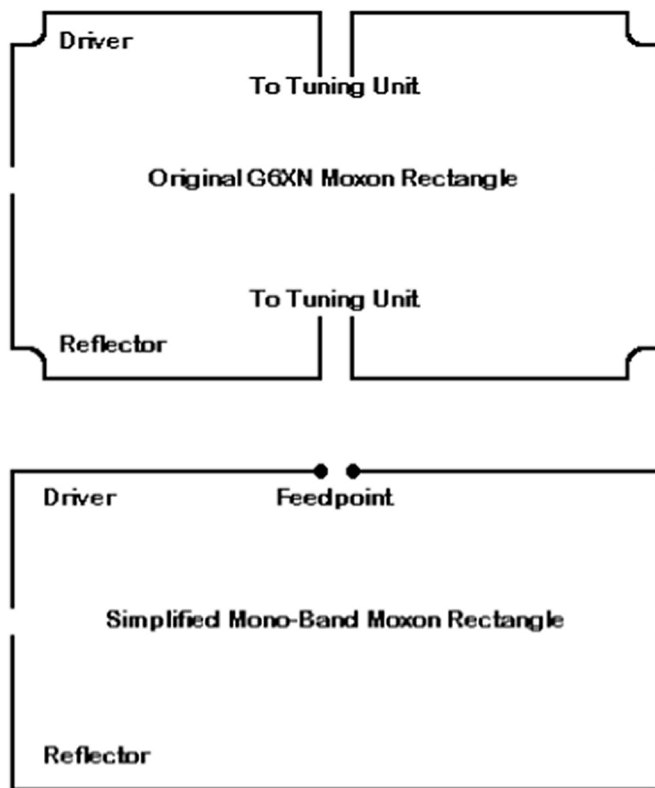 Driver
To Tuning Unit
Original G6XN Moxon Rectangle
To Tuning Unit
Reflector
Driver
Feedpoint
Simplified Mono-Band Moxon Rectangle
Reflector